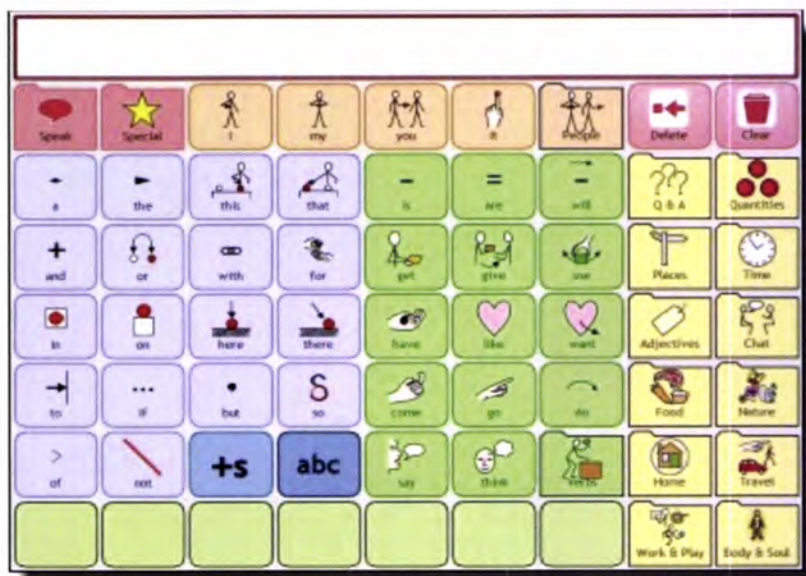 Speak Special I my you it People Delete Clear
a the this that is are will Q & A Quantities
and or with for get give use Places Time
in on here there have like want Adjectives Chat
to if but so come go do Food Nature
of not +s abc say think Verbs Home Travel
Work & Play Body & Soul